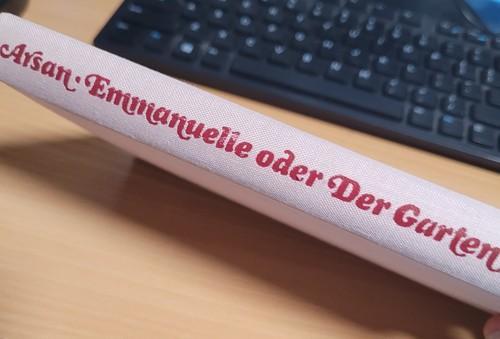 Arsan · Emmanuelle oder Der Garten